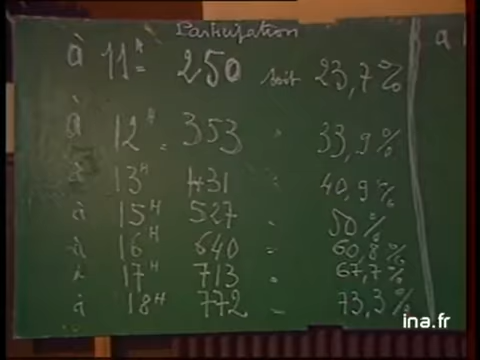 Participation
à 11h = 250 soit 23,7%
à 12h = 353 " 33,9%
à 13H 431 40,9%
à 15H 527 " 50%
à 16H 640 " 60,8%
à 17H 713 " 67,7%
à 18H 772 " 73,3%
a
ina.fr